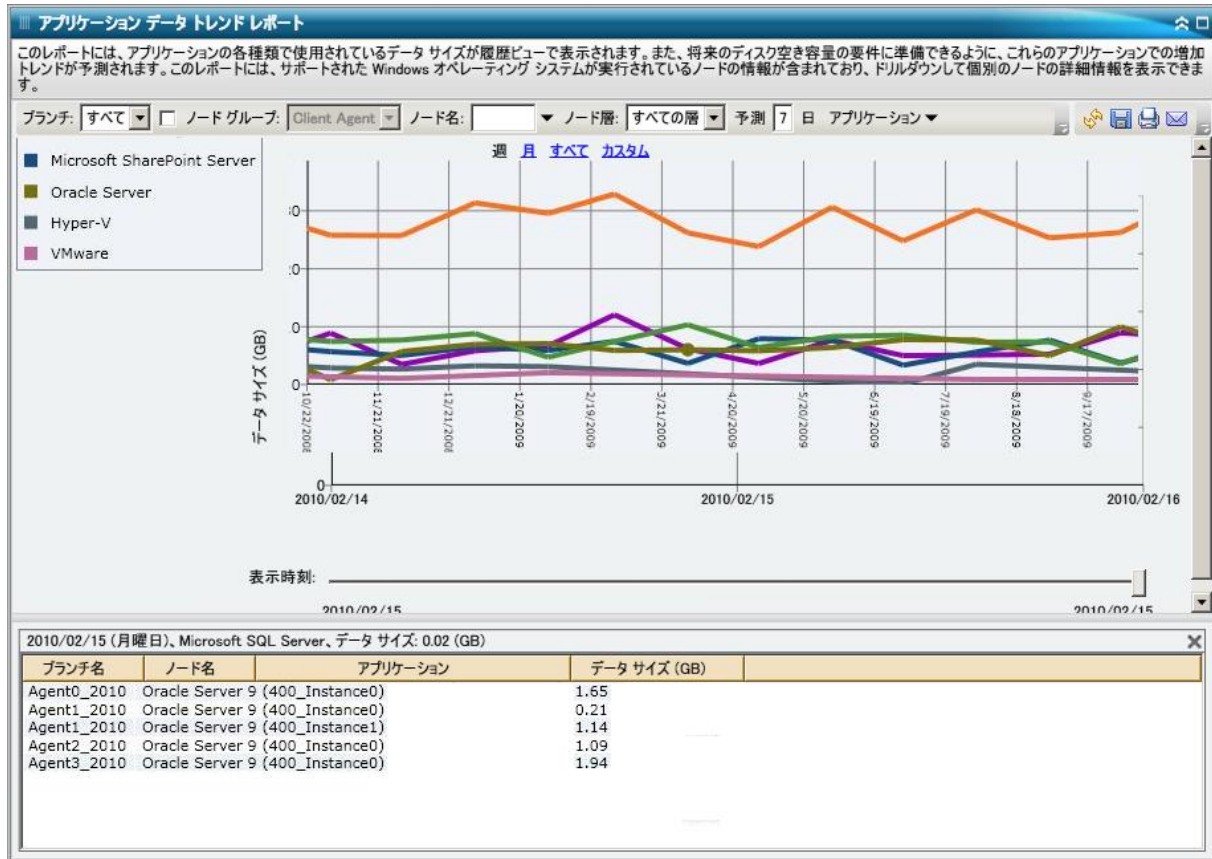 アプリケーション データ トレンド レポート
このレポートには、アプリケーションの各種類で使用されているデータ サイズが履歴ビューで表示されます。また、将来のディスク空き容量の要件に準備できるように、これらのアプリケーションでの増加
トレンドが予測されます。このレポートには、サポートされた Windows オペレーティング システムが実行されているノードの情報が含まれており、ドリルダウンして個別のノードの詳細情報を表示できま
す。
ブランチ: すべて ノード グループ: Client Agent ノード名: ノード層: すべての層 予測 7 日 アプリケーション
週 月 すべて カスタム
Microsoft SharePoint Server
Oracle Server
Hyper-V
VMware
:0
:0
0
0
データ サイズ (GB)
10/22/2008 11/21/2008 12/21/2008 1/20/2009 2/19/2009 3/21/2009 4/20/2009 5/20/2009 6/19/2009 7/19/2009 8/18/2009 9/17/2009
0
2010/02/14 2010/02/15 2010/02/16
表示時刻:
2010/02/15 2010/02/15
2010/02/15 (月曜日)、Microsoft SQL Server、データ サイズ: 0.02 (GB)
ブランチ名 ノード名 アプリケーション データ サイズ (GB)
Agent0_2010 Oracle Server 9 (400_Instance0) 1.65
Agent1_2010 Oracle Server 9 (400_Instance0) 0.21
Agent1_2010 Oracle Server 9 (400_Instance1) 1.14
Agent2_2010 Oracle Server 9 (400_Instance0) 1.09
Agent3_2010 Oracle Server 9 (400_Instance0) 1.94